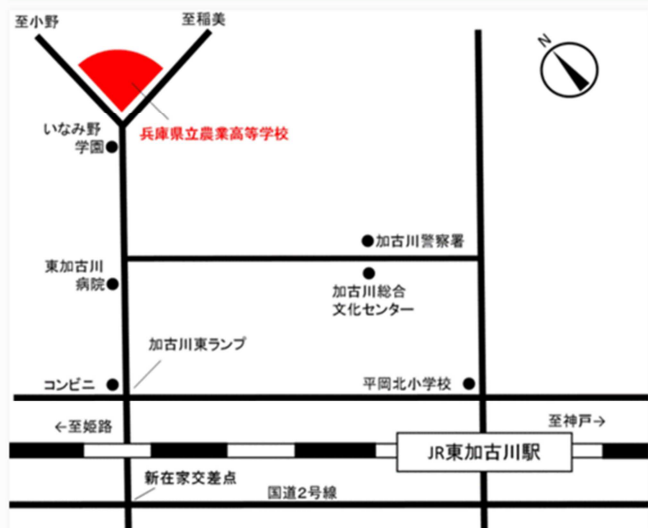 至小野
至稲美
N
いなみ野
学園
兵庫県立農業高等学校
加古川警察署
東加古川
病院
加古川総合
文化センター
加古川東ランプ
コンビニ
平岡北小学校
←至姫路
至神戸→
JR東加古川駅
新在家交差点
国道2号線